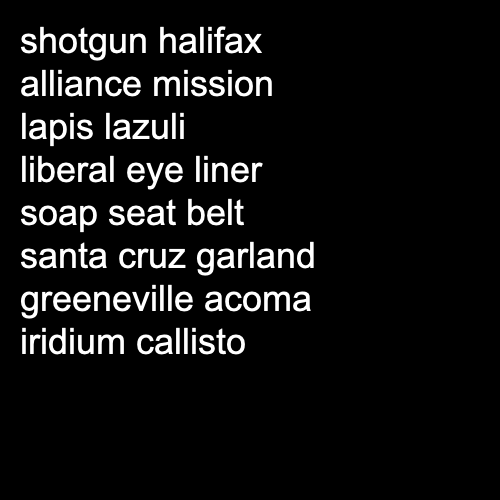 shotgun halifax
alliance mission
lapis lazuli
liberal eye liner
soap seat belt
santa cruz garland
greeneville acoma
iridium callisto